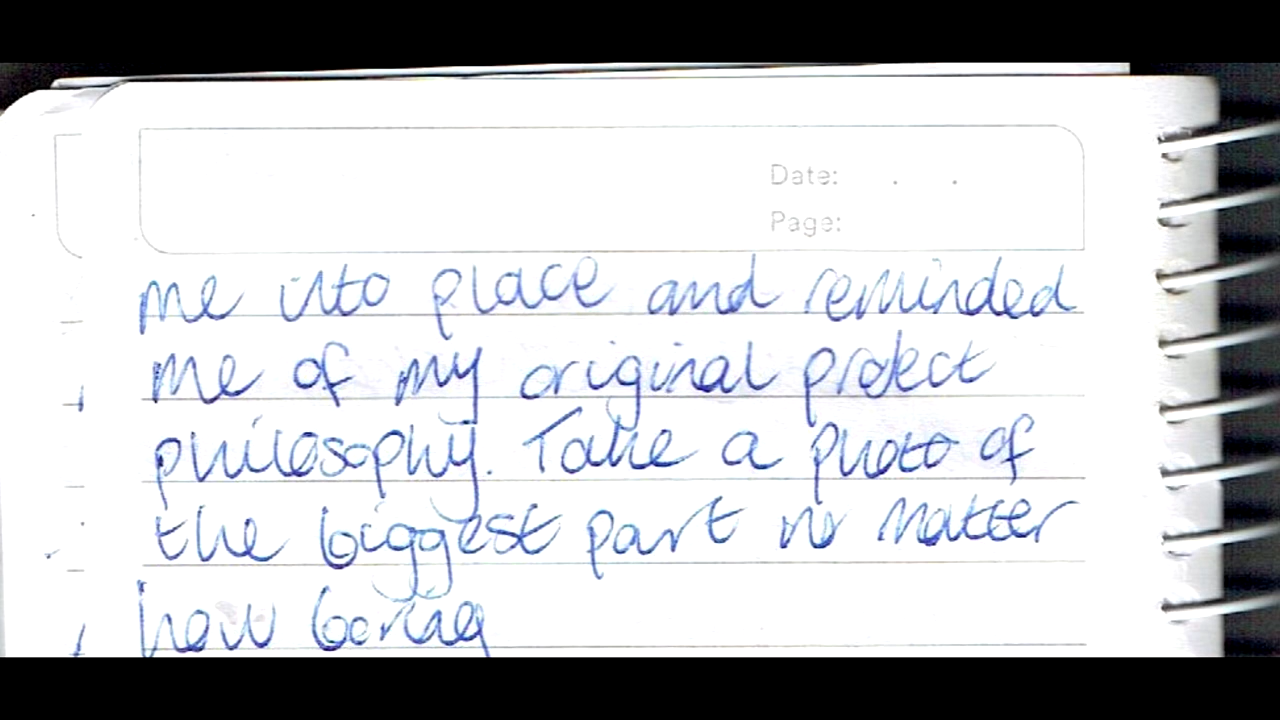 Date: . .
Page:
me into place and reminded
me of my original project
philosophy. Take a photo of
the biggest part no matter
how boring